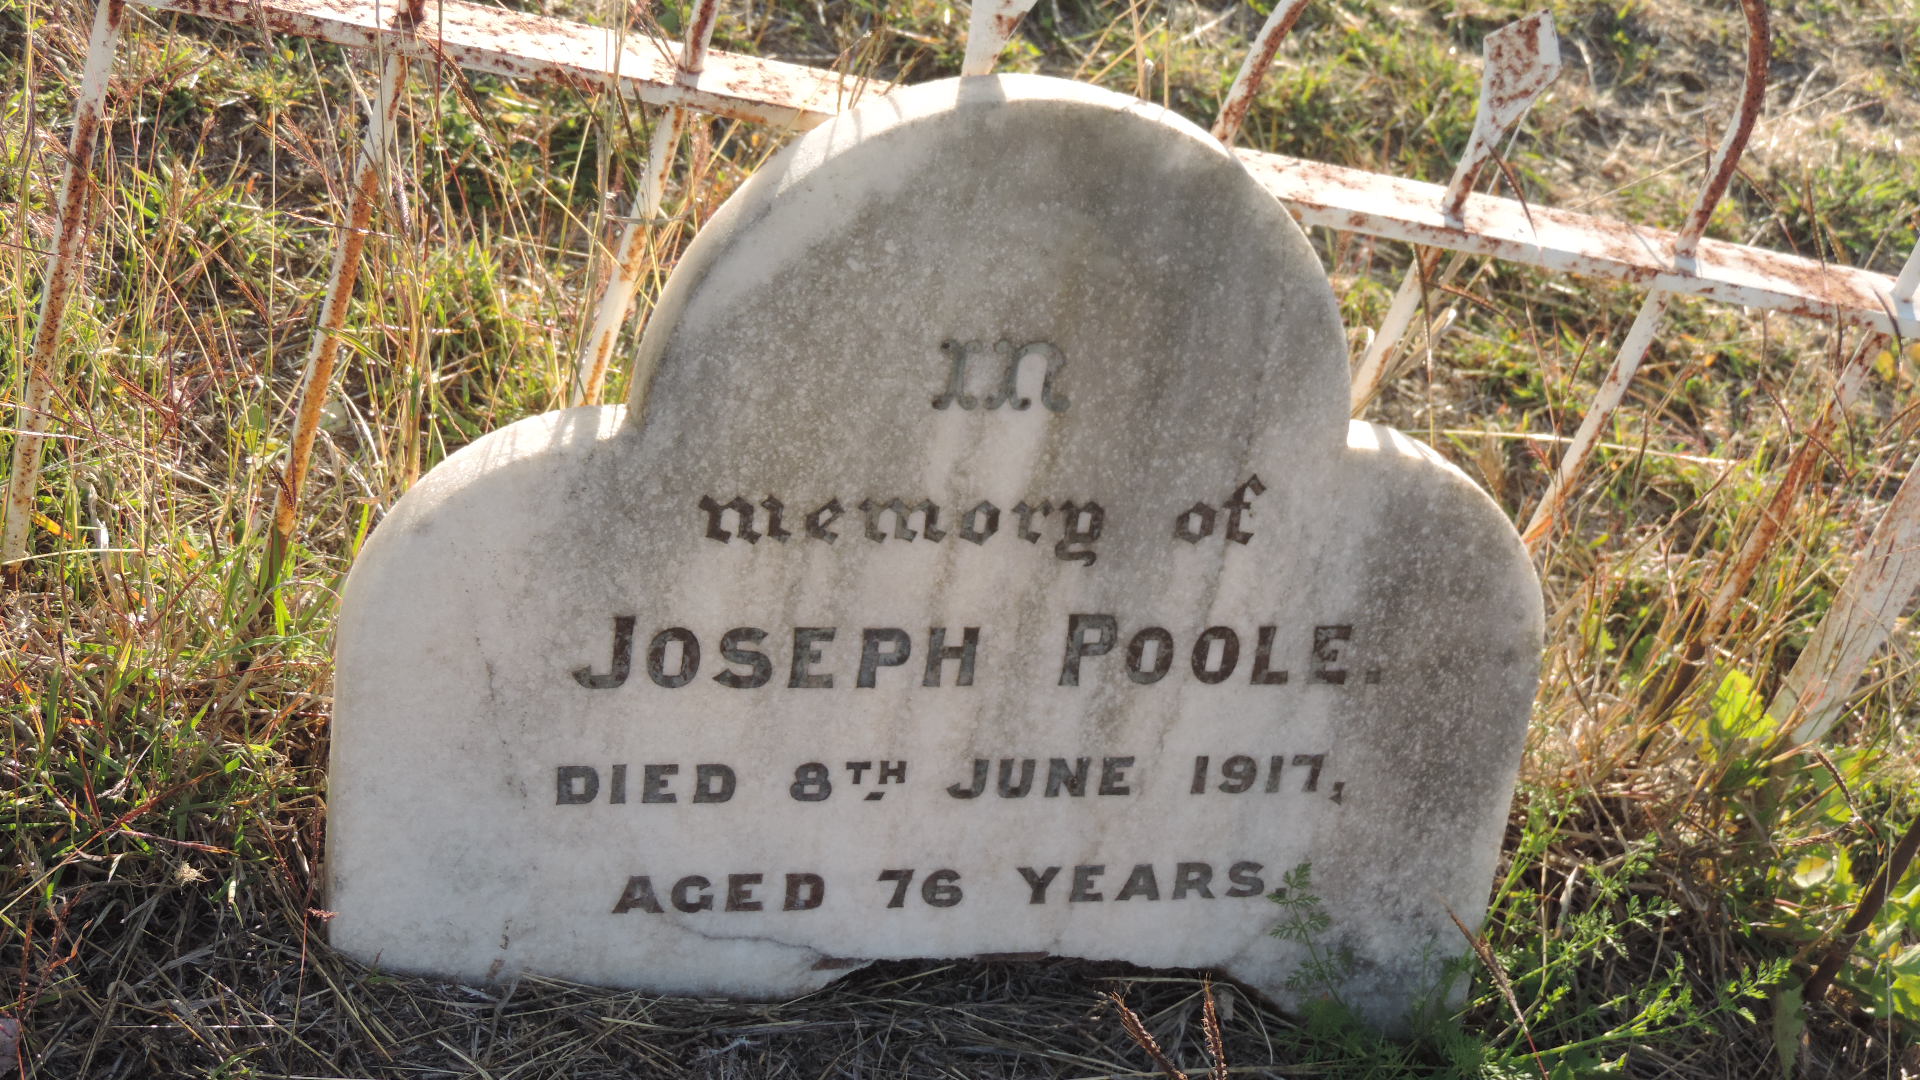 In
memory of
JOSEPH POOLE.
DIED 8TH JUNE 1917,
AGED 76 YEARS.